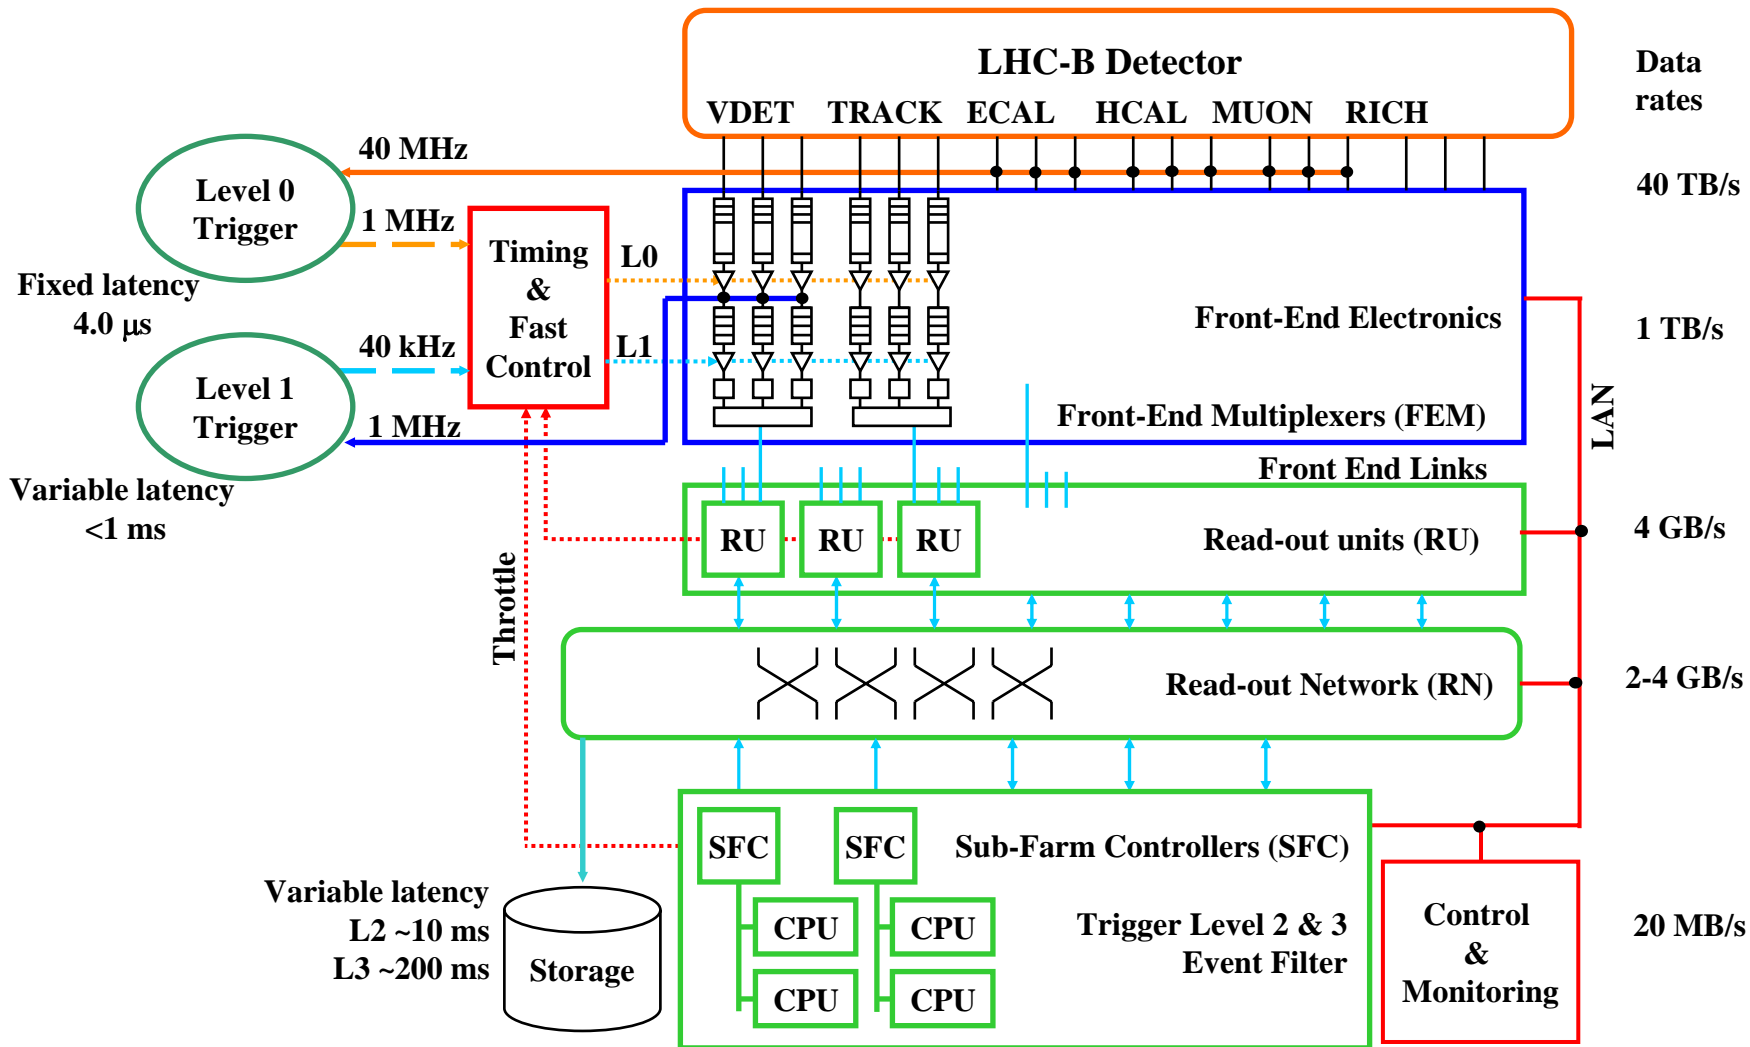 LHC-B Detector
Data
rates
VDET TRACK ECAL HCAL MUON RICH
40 MHz
Level 0
Trigger
40 TB/s
1 MHz
Timing
&
Fast
Control
L0
Fixed latency
4.0 μs
Front-End Electronics
1 TB/s
40 kHz
L1
Level 1
Trigger
1 MHz
Front-End Multiplexers (FEM)
LAN
Front End Links
Variable latency
<1 ms
RU RU RU
Read-out units (RU)
4 GB/s
Throttle
Read-out Network (RN)
2-4 GB/s
SFC SFC
Sub-Farm Controllers (SFC)
Variable latency
L2 ~10 ms
L3 ~200 ms
Storage
CPU CPU
CPU CPU
Trigger Level 2 & 3
Event Filter
Control
&
Monitoring
20 MB/s